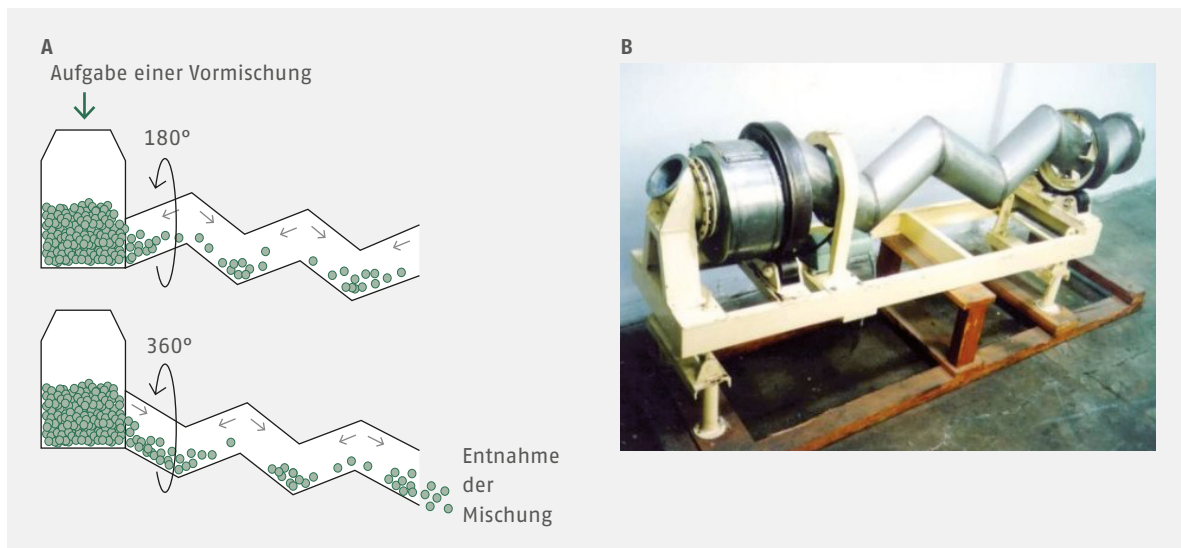 A
Aufgabe einer Vormischung
180°
360°
Entnahme
der
Mischung
B